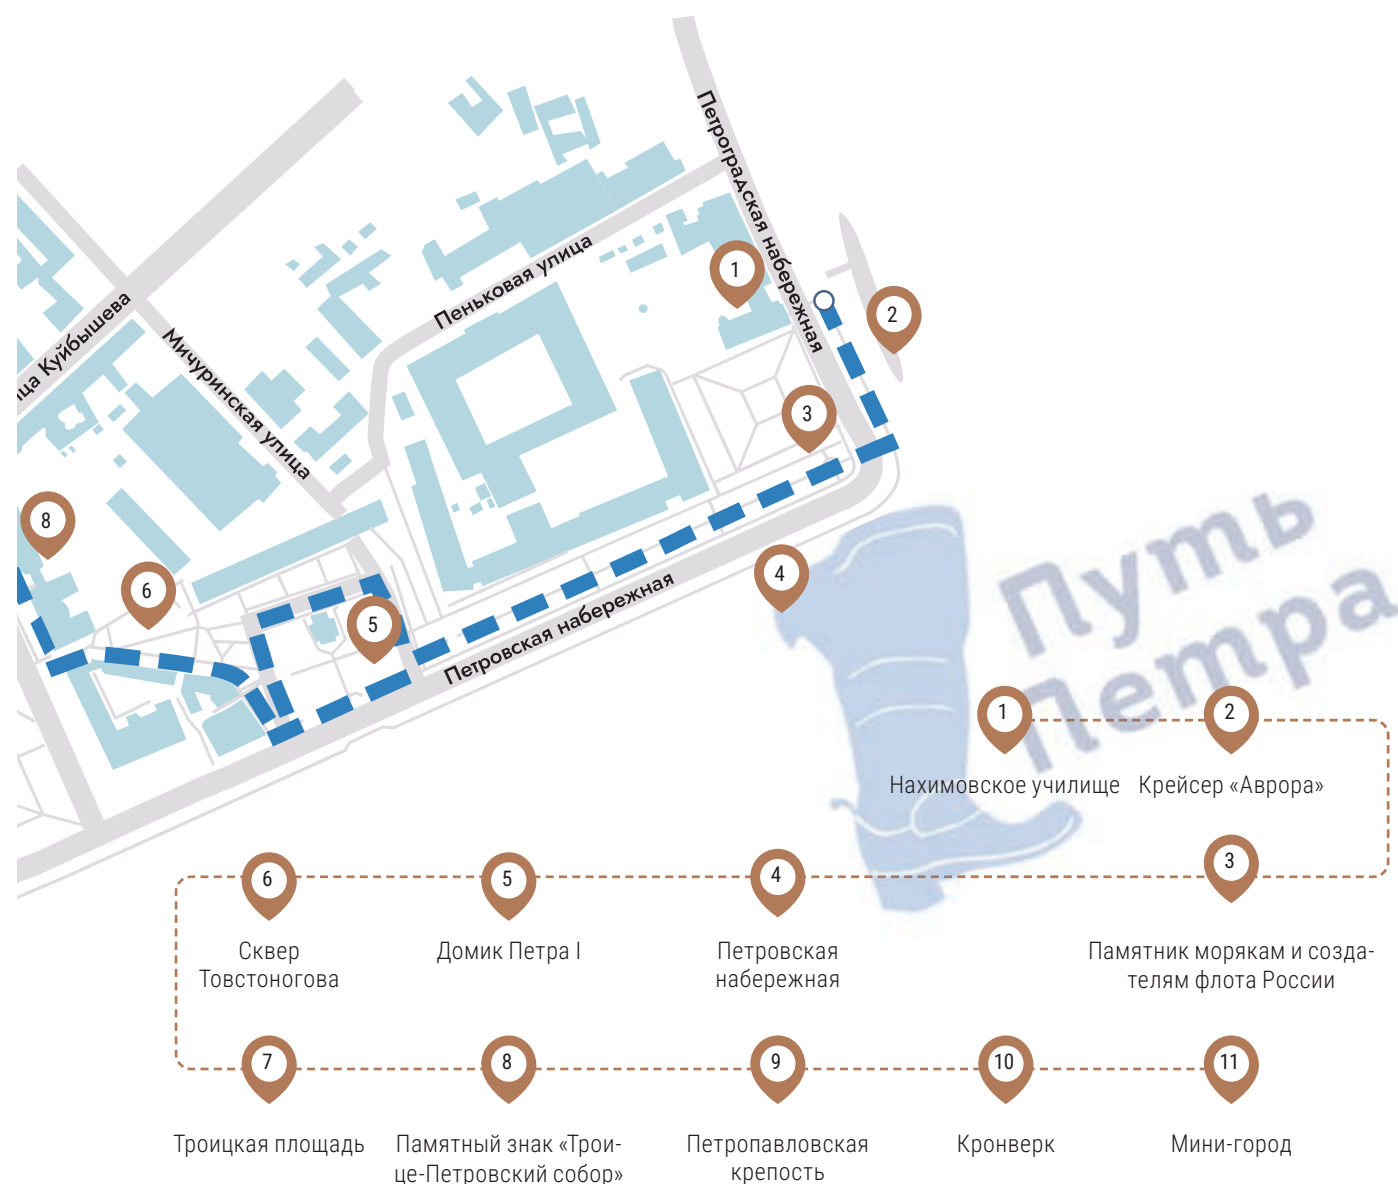 Петроградская набережная
1
Пеньковая улица
2
ица Куйбышева
Мичуринская улица
3
8
4
6
5
Петровская набережная
Путь
Петра
1
2
Нахимовское училище
Крейсер «Аврора»
3
6
5
4
Сквер
Товстоногова
Домик Петра I
Петровская
набережная
Памятник морякам и созда-
телям флота России
7
8
9
10
11
Троицкая площадь
Памятный знак «Трои-
це-Петровский собор»
Петропавловская
крепость
Кронверк
Мини-город